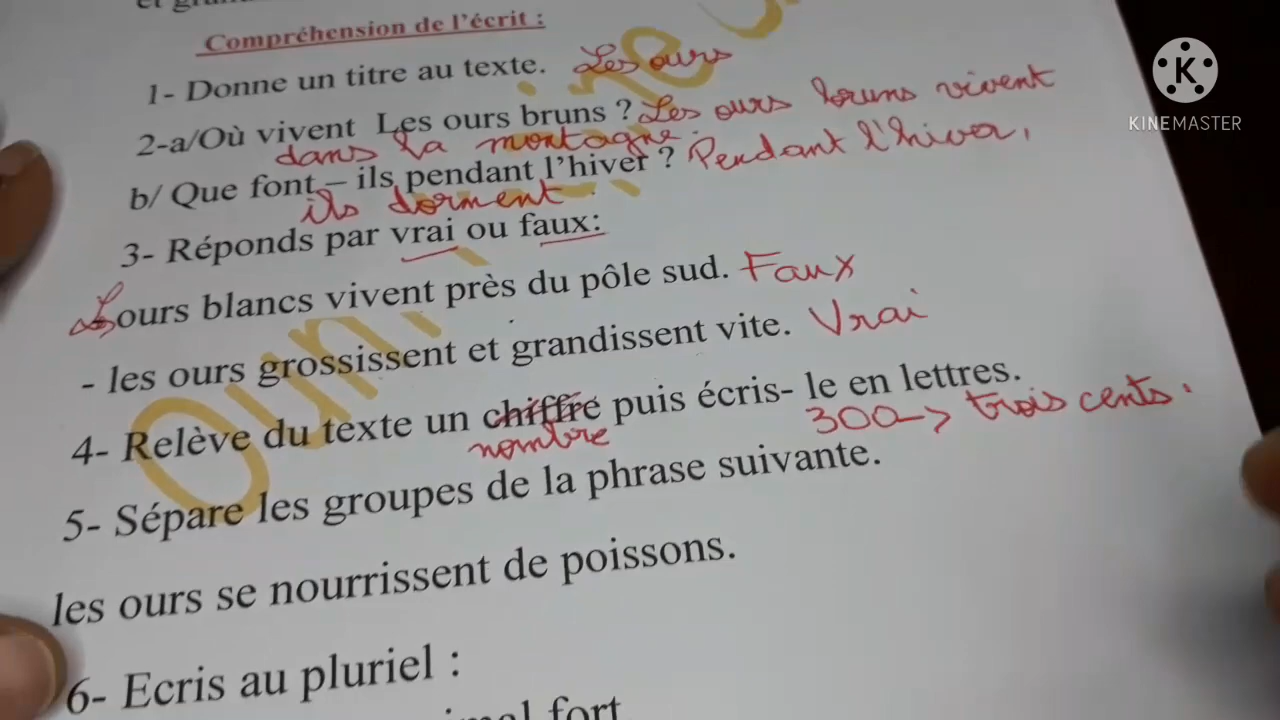 Compréhension de l'écrit :
1- Donne un titre au texte. Les ours
2-a/Où vivent Les ours bruns ? Les ours bruns vivent
dans la montagne.
b/ Que font – ils pendant l'hiver ? Pendant l'hiver,
ils dorment.
3- Réponds par vrai ou faux:
Les ours blancs vivent près du pôle sud. Faux
- les ours grossissent et grandissent vite. Vrai
4- Relève du texte un chiffre puis écris- le en lettres.
nombre 300 -> trois cents.
5- Sépare les groupes de la phrase suivante.
les ours se nourrissent de poissons.
6- Ecris au pluriel :
fort
KINEMASTER